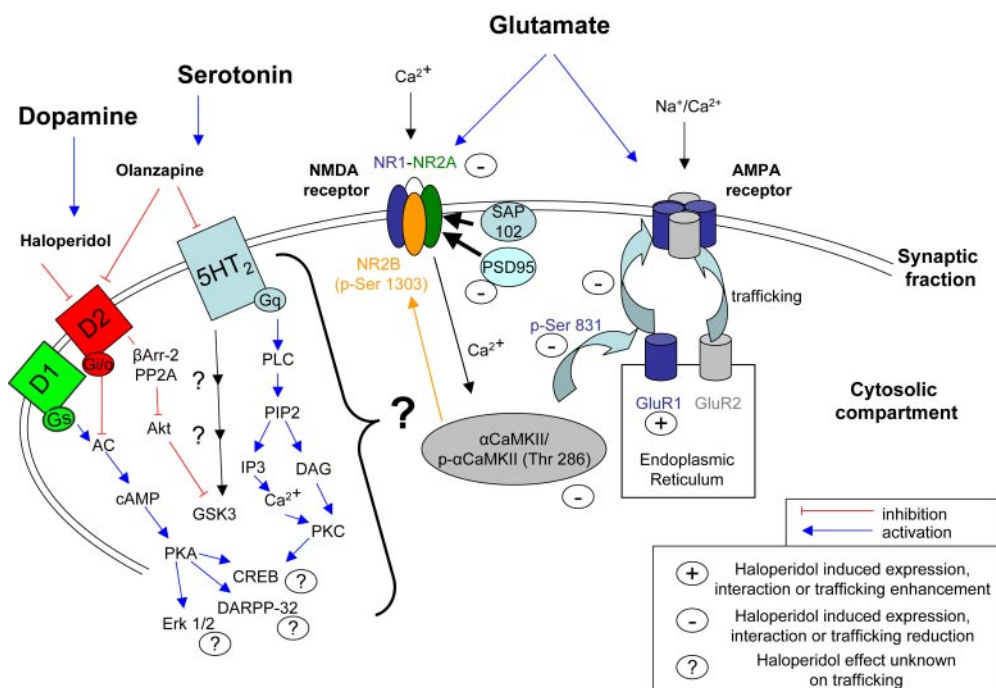 Glutamate
Serotonin
Dopamine
Ca²⁺
Na⁺/Ca²⁺
Olanzapine
NMDA
receptor
NR1-NR2A
-
AMPA
receptor
Haloperidol
5HT₂
Gq
SAP
102
PSD95
-
NR2B
(p-Ser 1303)
-
trafficking
Synaptic
fraction
D2
Gi/o
D1
Gs
βArr-2
PP2A
?
PLC
Ca²⁺
p-Ser 831
-
GluR1
GluR2
+
Endoplasmic
Reticulum
Cytosolic
compartment
AC
Akt
?
PIP2
?
αCaMKII/
p-αCaMKII (Thr 286)
-
IP3
DAG
cAMP
GSK3
Ca²⁺
PKC
PKA
CREB
?
DARPP-32
?
Erk 1/2
?
inhibition
activation
+
Haloperidol induced expression,
interaction or trafficking enhancement
-
Haloperidol induced expression,
interaction or trafficking reduction
?
Haloperidol effect unknown
on trafficking